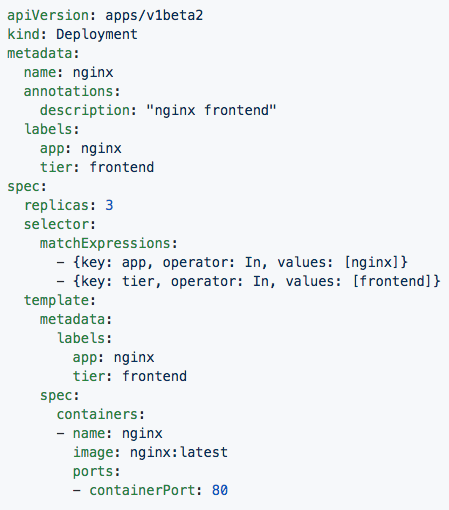 apiVersion: apps/v1beta2
kind: Deployment
metadata:
  name: nginx
  annotations:
    description: "nginx frontend"
  labels:
    app: nginx
    tier: frontend
spec:
  replicas: 3
  selector:
    matchExpressions:
      - {key: app, operator: In, values: [nginx]}
      - {key: tier, operator: In, values: [frontend]}
  template:
    metadata:
      labels:
        app: nginx
        tier: frontend
    spec:
      containers:
      - name: nginx
        image: nginx:latest
        ports:
        - containerPort: 80